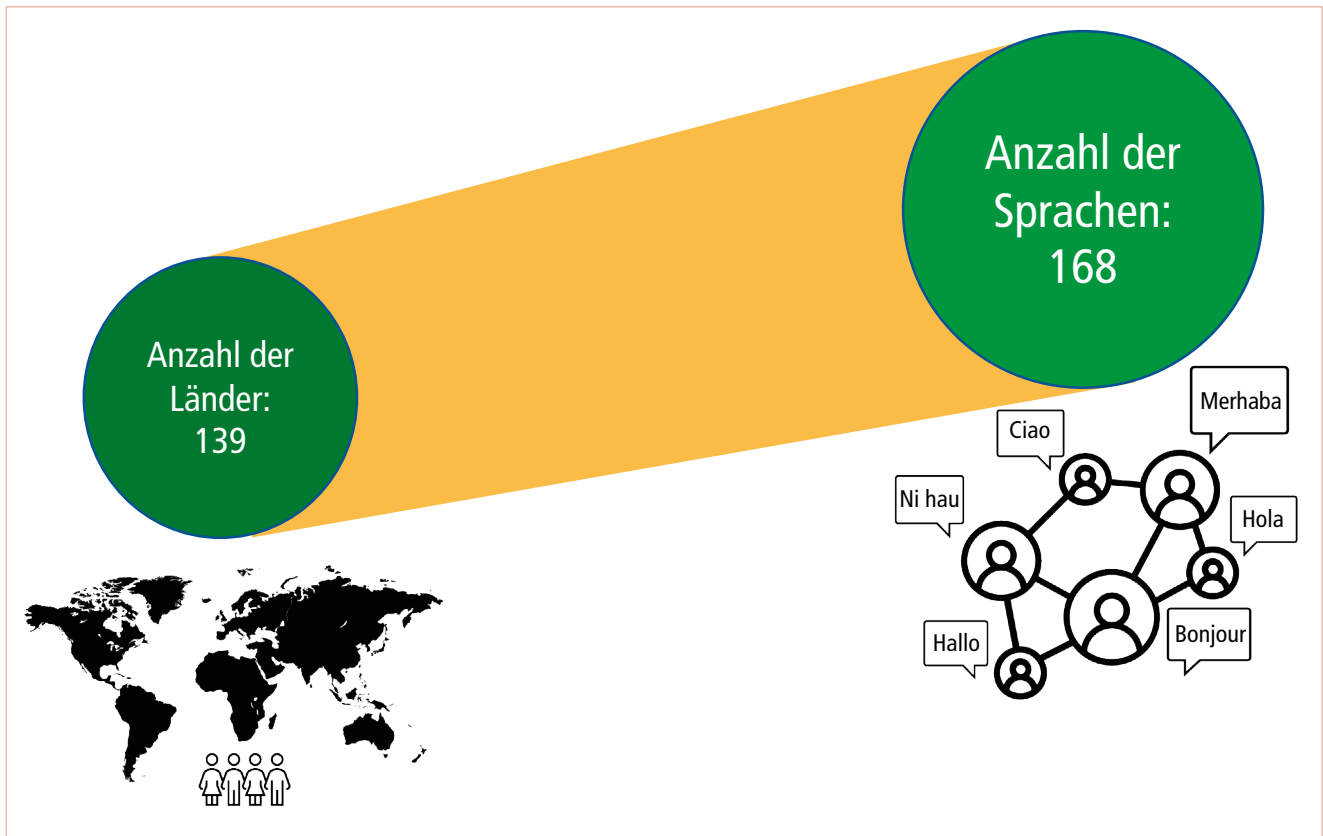 Anzahl der
Länder:
139
Anzahl der
Sprachen:
168
Merhaba
Ciao
Ni hau
Hola
Hallo
Bonjour